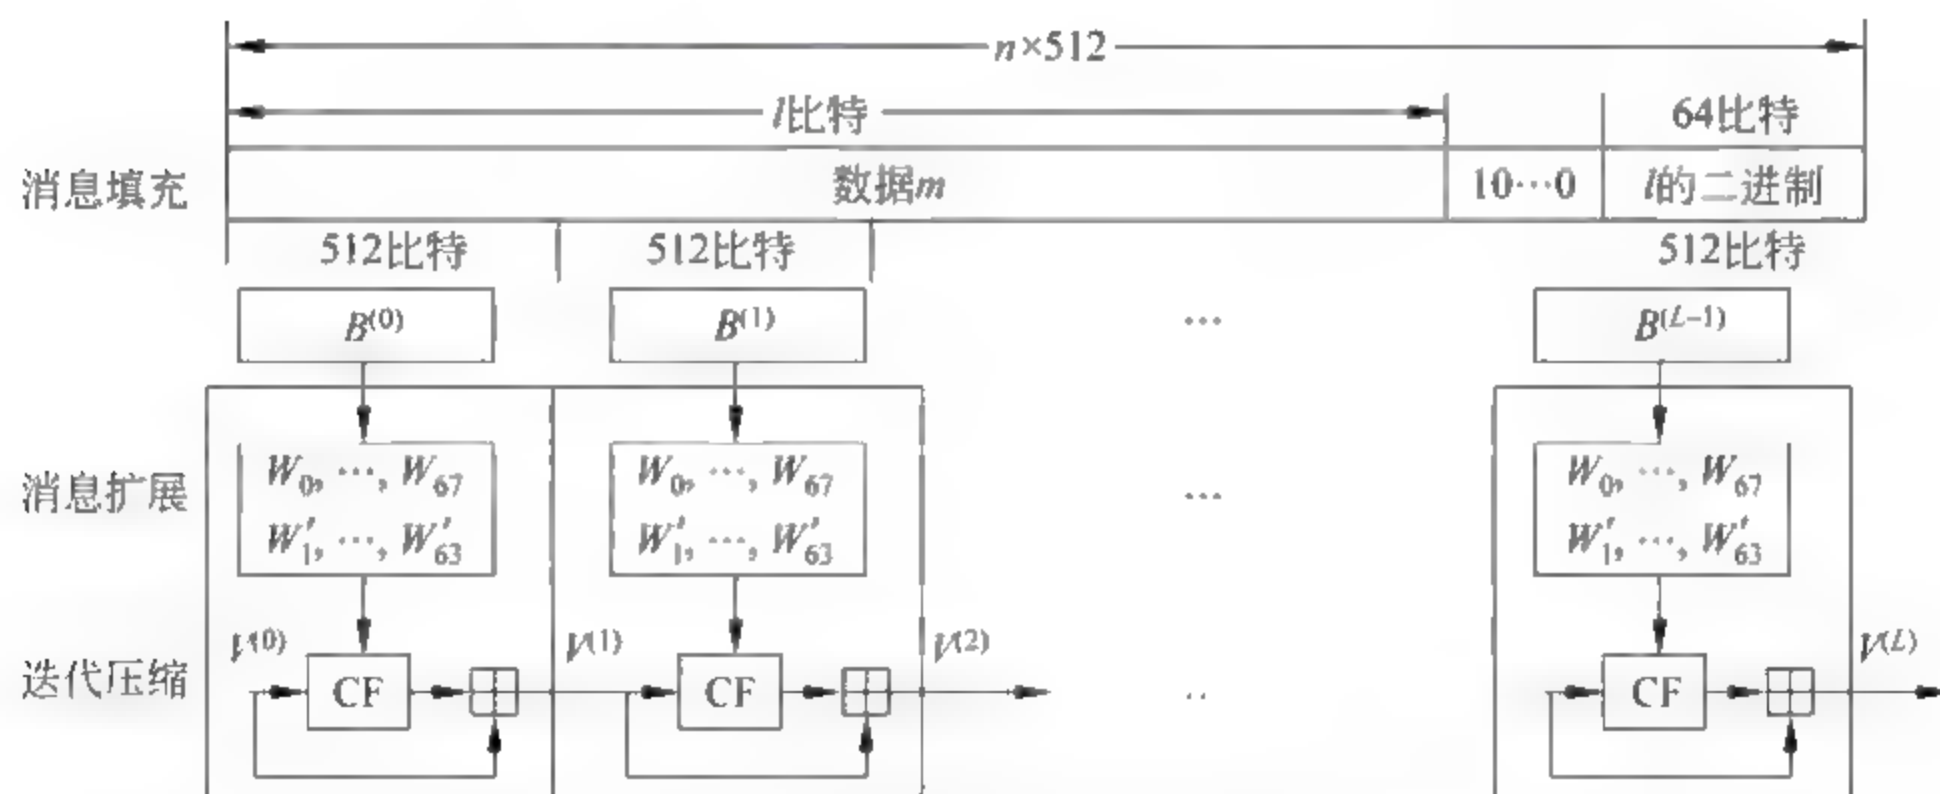 n×512
l比特 64比特
消息填充 数据m 10…0 l的二进制
512比特 512比特 512比特
B(0) B(1) … B(L−1)
消息扩展 W0, …, W67 W0, …, W67 … W0, …, W67
W′1, …, W′63 W′1, …, W′63 W′1, …, W′63
V(0) V(1) V(2) V(L)
迭代压缩 CF CF .. CF